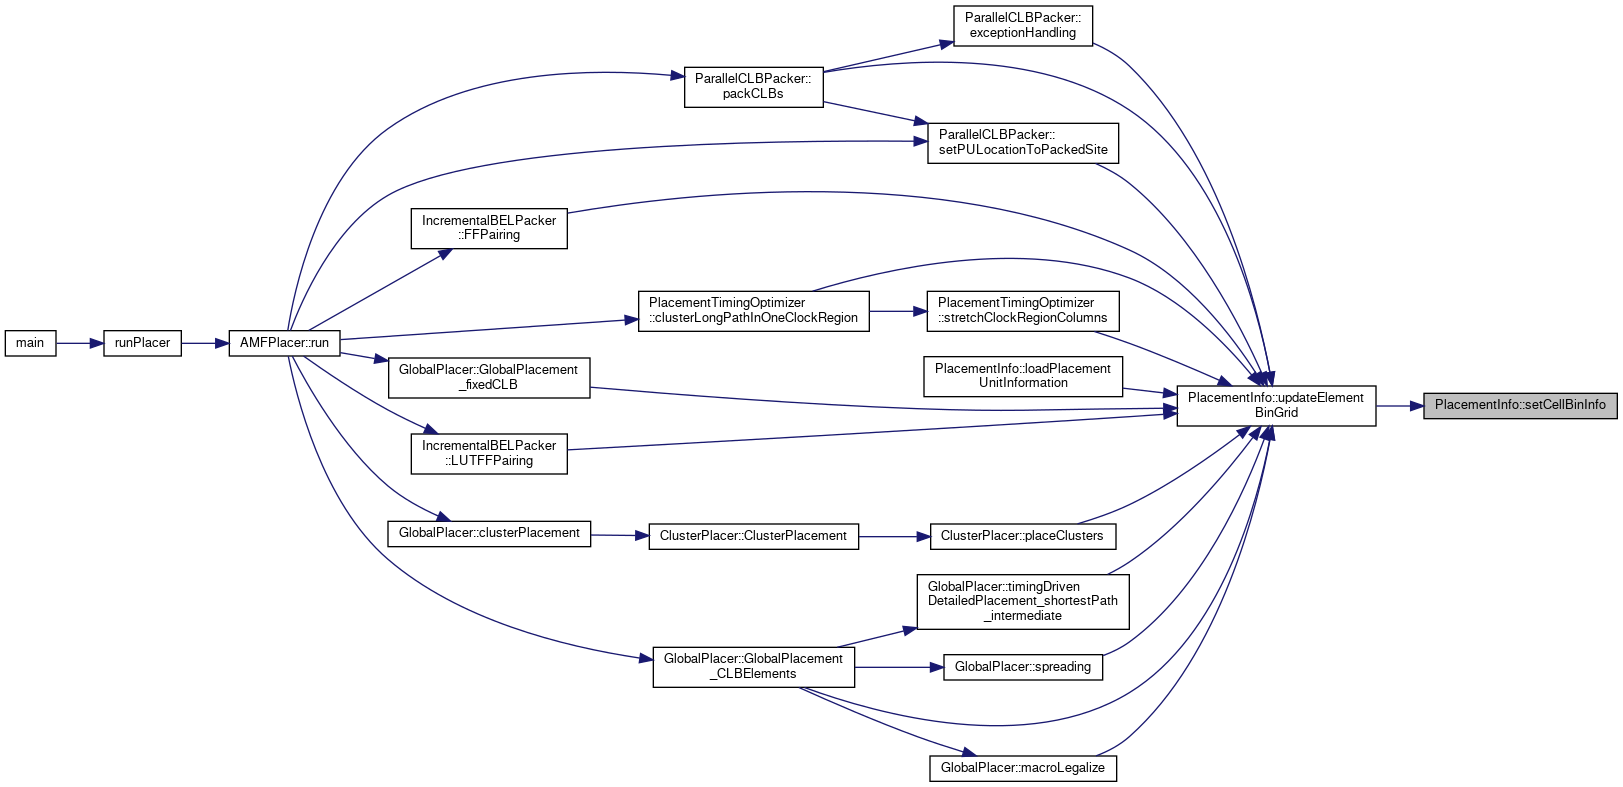 ParallelCLBPacker::
exceptionHandling
ParallelCLBPacker::
packCLBs
ParallelCLBPacker::
setPULocationToPackedSite
IncrementalBELPacker
::FFPairing
PlacementTimingOptimizer
::clusterLongPathInOneClockRegion
PlacementTimingOptimizer
::stretchClockRegionColumns
main
runPlacer
AMFPlacer::run
GlobalPlacer::GlobalPlacement
_fixedCLB
PlacementInfo::loadPlacement
UnitInformation
PlacementInfo::updateElement
BinGrid
PlacementInfo::setCellBinInfo
IncrementalBELPacker
::LUTFFPairing
GlobalPlacer::clusterPlacement
ClusterPlacer::ClusterPlacement
ClusterPlacer::placeClusters
GlobalPlacer::timingDriven
DetailedPlacement_shortestPath
_intermediate
GlobalPlacer::GlobalPlacement
_CLBElements
GlobalPlacer::spreading
GlobalPlacer::macroLegalize